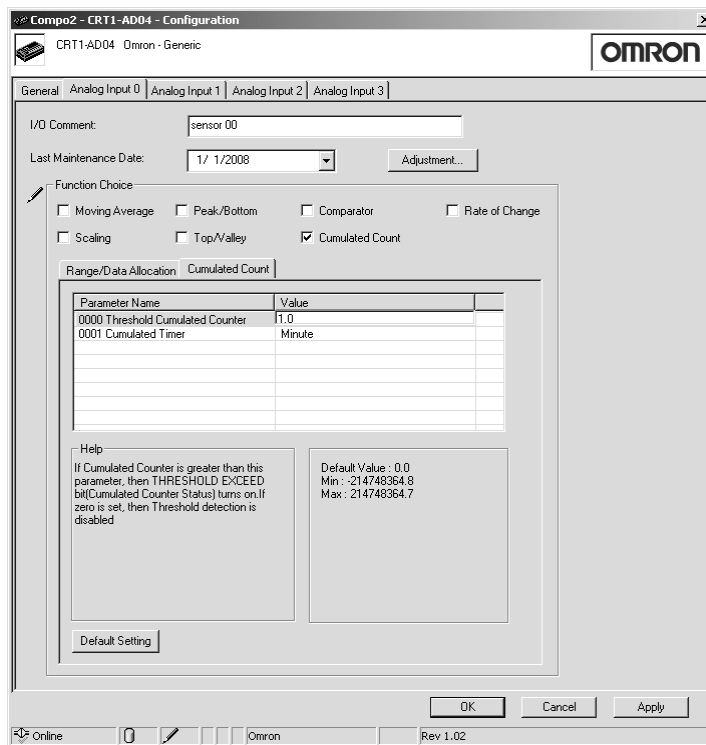 Compo2 - CRT1-AD04 - Configuration
CRT1-AD04 Omron - Generic
OMRON
General Analog Input 0 Analog Input 1 Analog Input 2 Analog Input 3
I/O Comment: sensor 00
Last Maintenance Date: 1/ 1/2008 Adjustment...
Function Choice
Moving Average Peak/Bottom Comparator Rate of Change
Scaling Top/Valley Cumulated Count
Range/Data Allocation Cumulated Count
Parameter Name Value
0000 Threshold Cumulated Counter 1.0
0001 Cumulated Timer Minute
Help
If Cumulated Counter is greater than this
parameter, then THRESHOLD EXCEED
bit(Cumulated Counter Status) turns on.If
zero is set, then Threshold detection is
disabled
Default Value : 0.0
Min : -214748364.8
Max : 214748364.7
Default Setting
OK Cancel Apply
Online Omron Rev 1.02